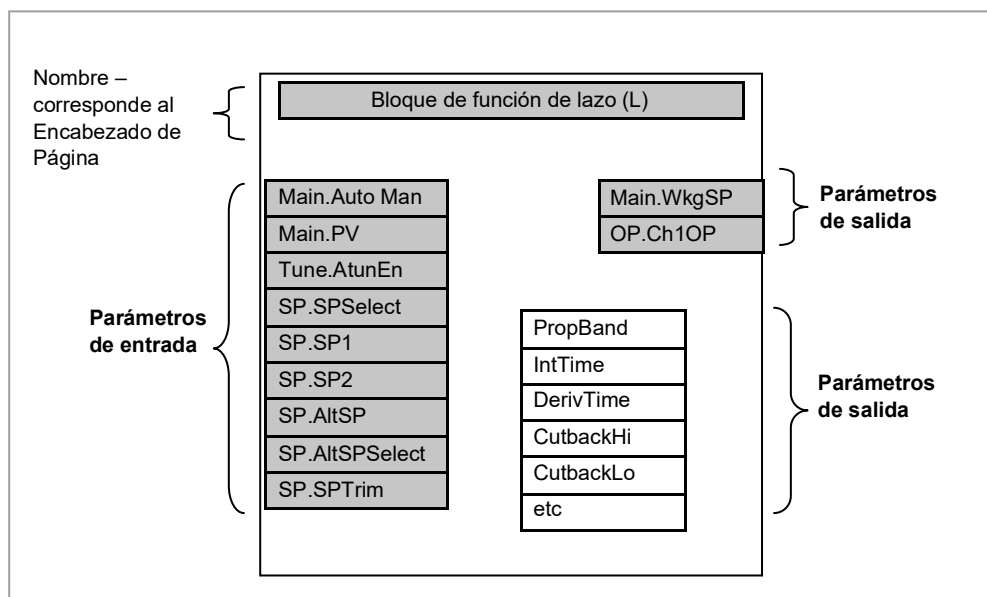 Nombre –
corresponde al
Encabezado de
Página
Bloque de función de lazo (L)
Parámetros
de entrada
Main.Auto Man
Main.PV
Tune.AtunEn
SP.SPSelect
SP.SP1
SP.SP2
SP.AltSP
SP.AltSPSelect
SP.SPTrim
Main.WkgSP
OP.Ch1OP
Parámetros
de salida
PropBand
IntTime
DerivTime
CutbackHi
CutbackLo
etc
Parámetros
de salida